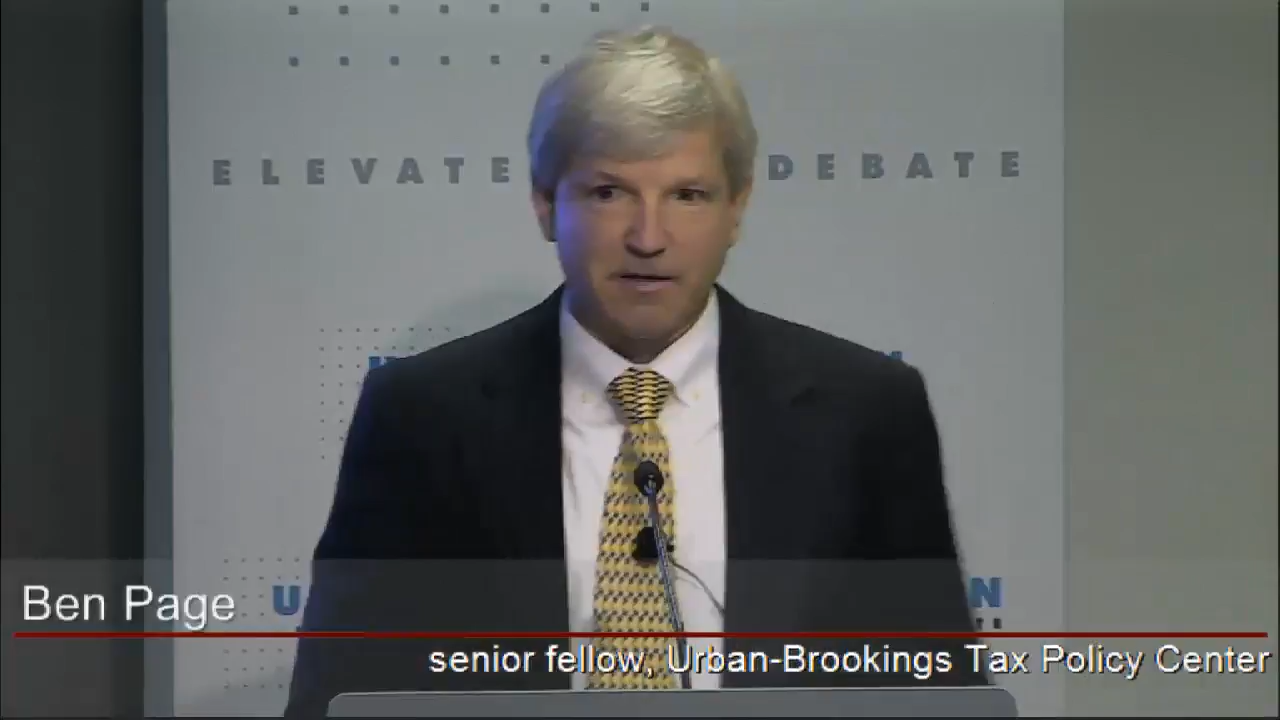 ELEVATE DEBATE
Ben Page
senior fellow, Urban-Brookings Tax Policy Center